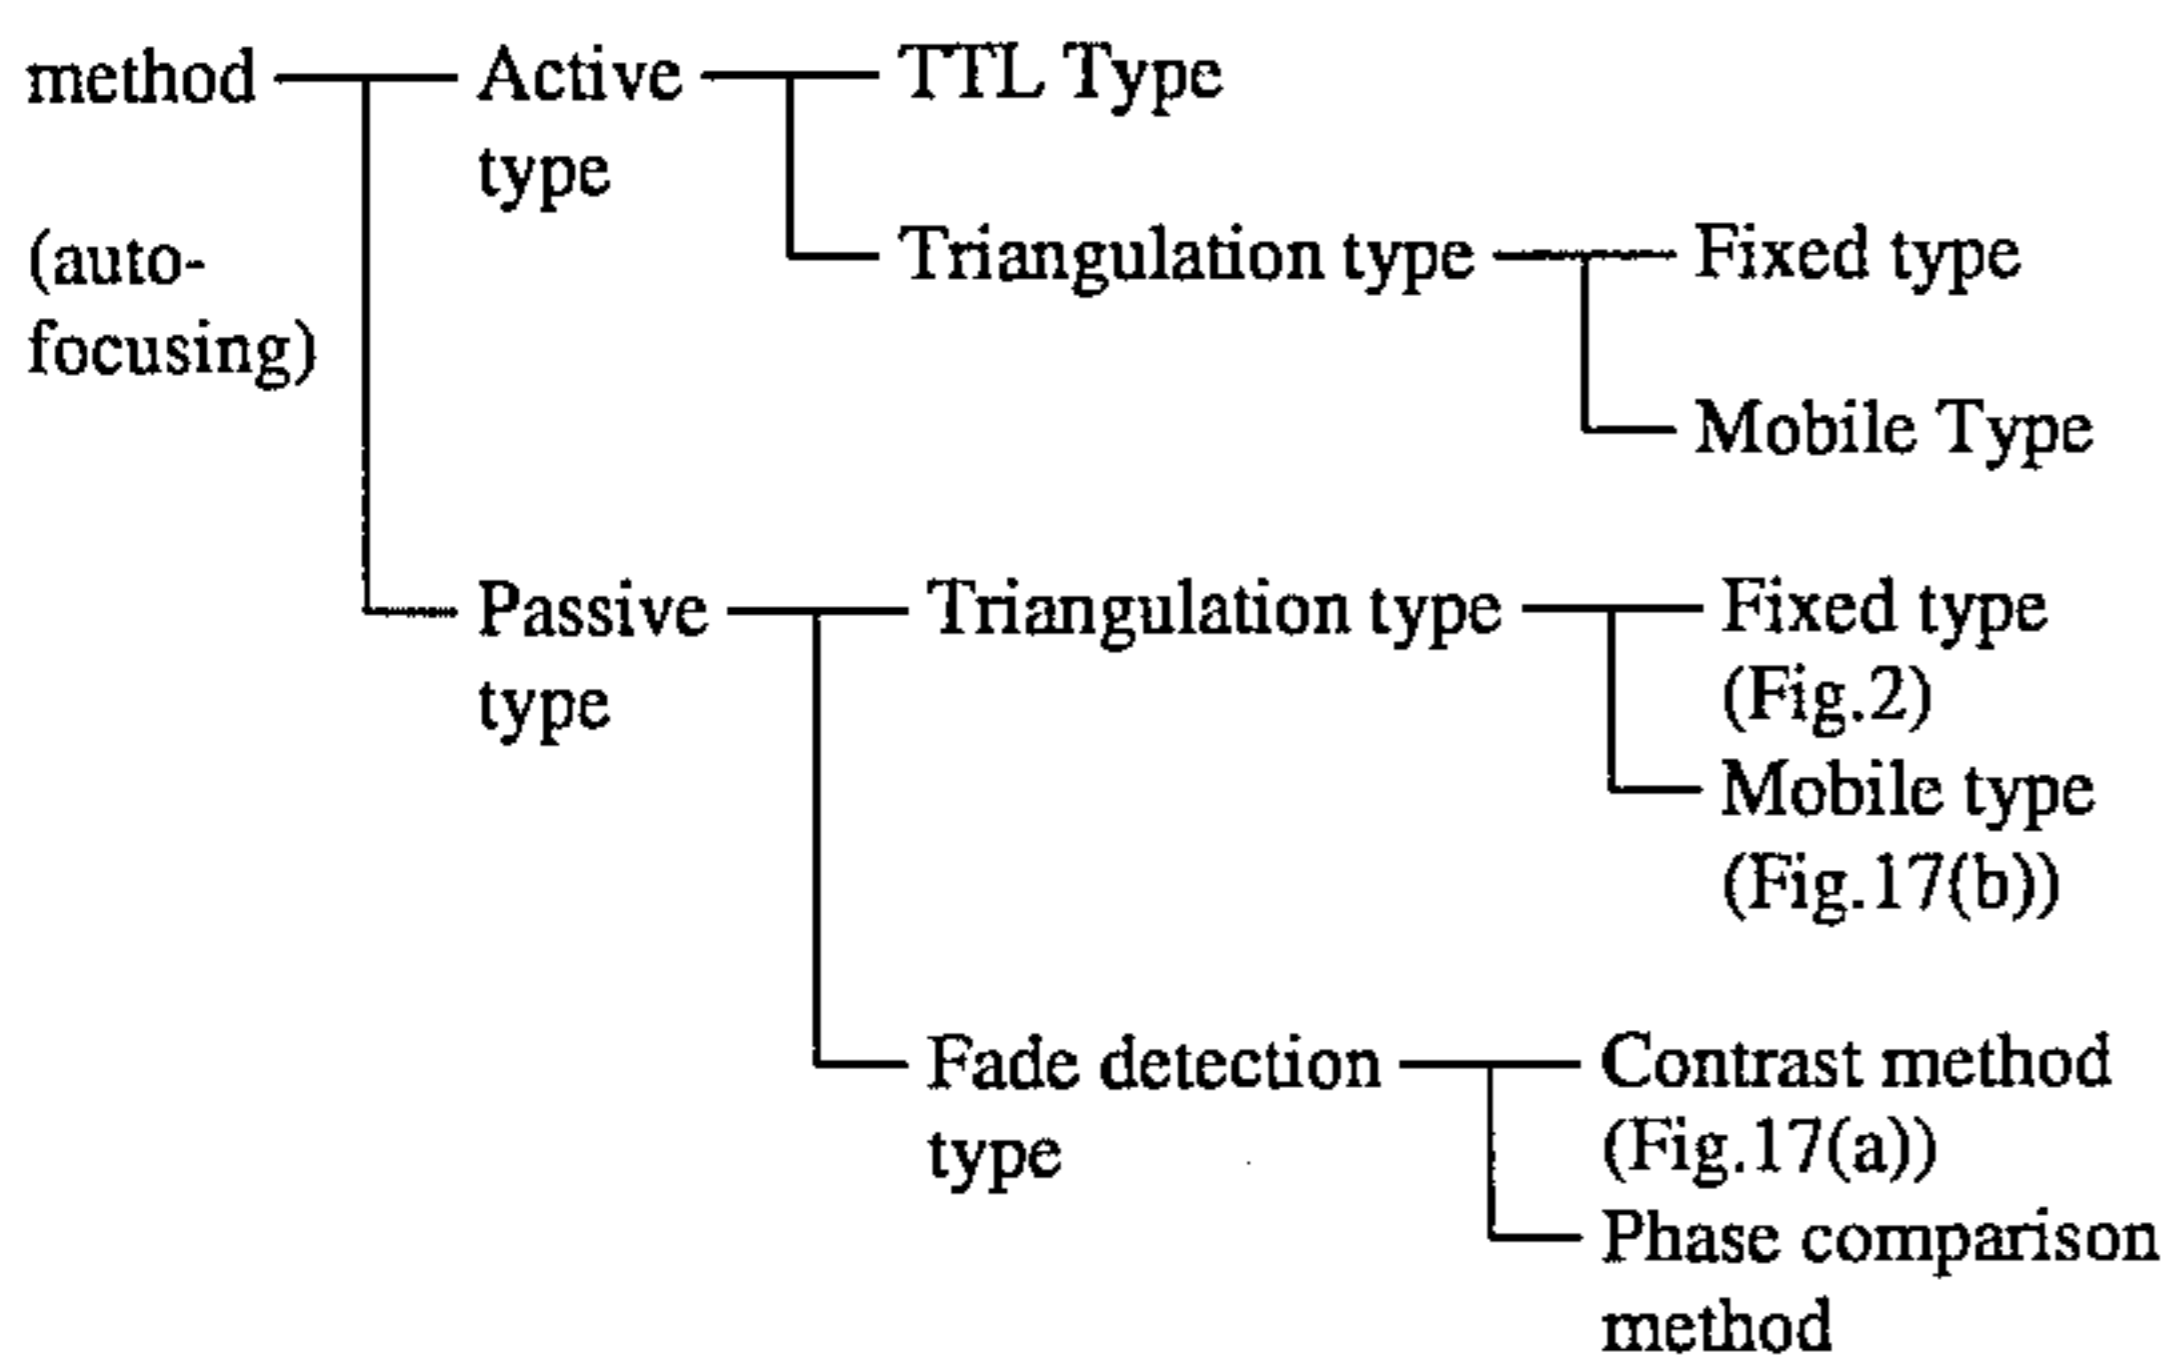 method
Active
type
TTL Type
(auto-
focusing)
Triangulation type
Fixed type
Mobile Type
Passive
type
Triangulation type
Fixed type
(Fig.2)
Mobile type
(Fig.17(b))
Fade detection
type
Contrast method
(Fig.17(a))
Phase comparison
method